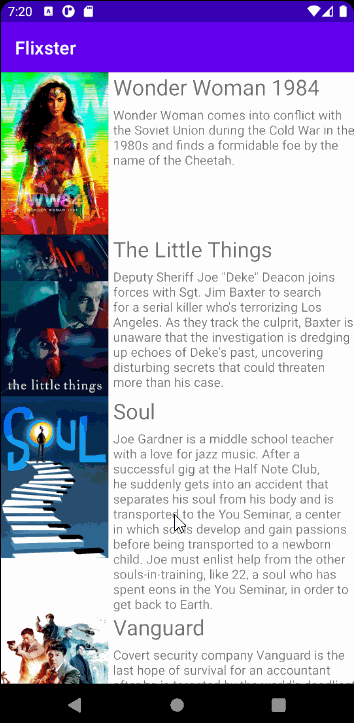 7:20
Flixster
Wonder Woman 1984
Wonder Woman comes into conflict with
the Soviet Union during the Cold War in the
1980s and finds a formidable foe by the
name of the Cheetah.
WW84
The Little Things
Deputy Sheriff Joe "Deke" Deacon joins
forces with Sgt. Jim Baxter to search
for a serial killer who's terrorizing Los
Angeles. As they track the culprit, Baxter is
unaware that the investigation is dredging
up echoes of Deke's past, uncovering
disturbing secrets that could threaten
more than his case.
the little things
Soul
SOUL
Joe Gardner is a middle school teacher
with a love for jazz music. After a
successful gig at the Half Note Club,
he suddenly gets into an accident that
separates his soul from his body and is
transported to the You Seminar, a center
in which souls develop and gain passions
before being transported to a newborn
child. Joe must enlist help from the other
souls-in-training, like 22, a soul who has
spent eons in the You Seminar, in order to
get back to Earth.
Vanguard
Covert security company Vanguard is the
last hope of survival for an accountant